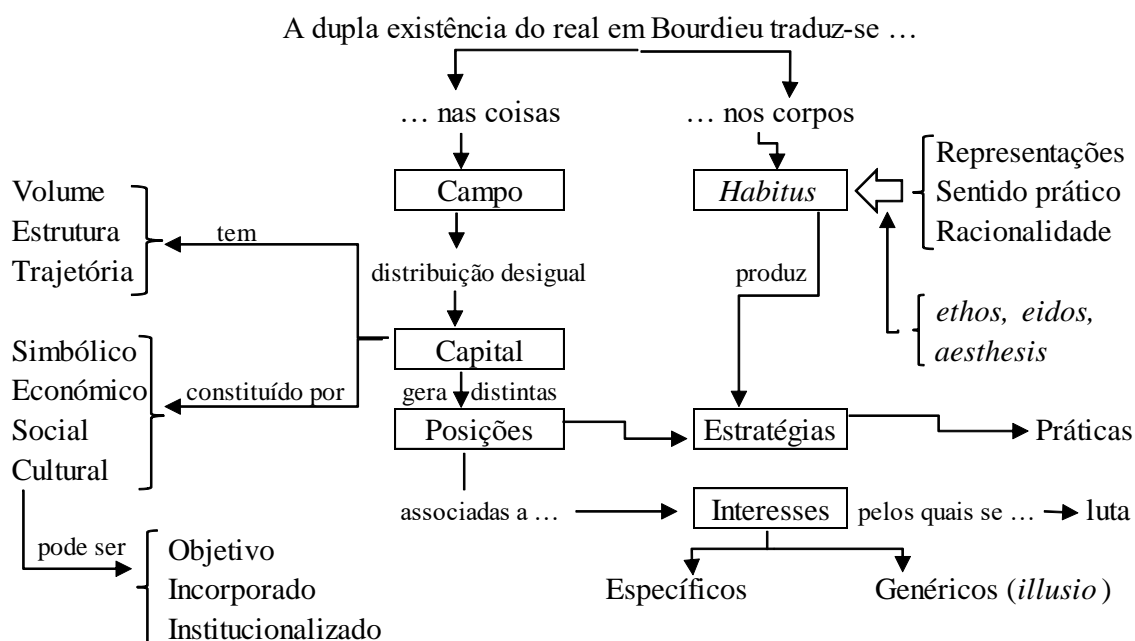 A dupla existência do real em Bourdieu traduz-se …
… nas coisas
… nos corpos
Campo
Habitus
Representações
Sentido prático
Racionalidade
Volume
Estrutura
Trajetória
tem
distribuição desigual
produz
ethos, eidos,
aesthesis
Capital
Simbólico
Económico
Social
Cultural
constituído por
gera distintas
Posições
Estratégias
Práticas
associadas a …
Interesses
pelos quais se …
luta
pode ser
Objetivo
Incorporado
Institucionalizado
Específicos
Genéricos (illusio)